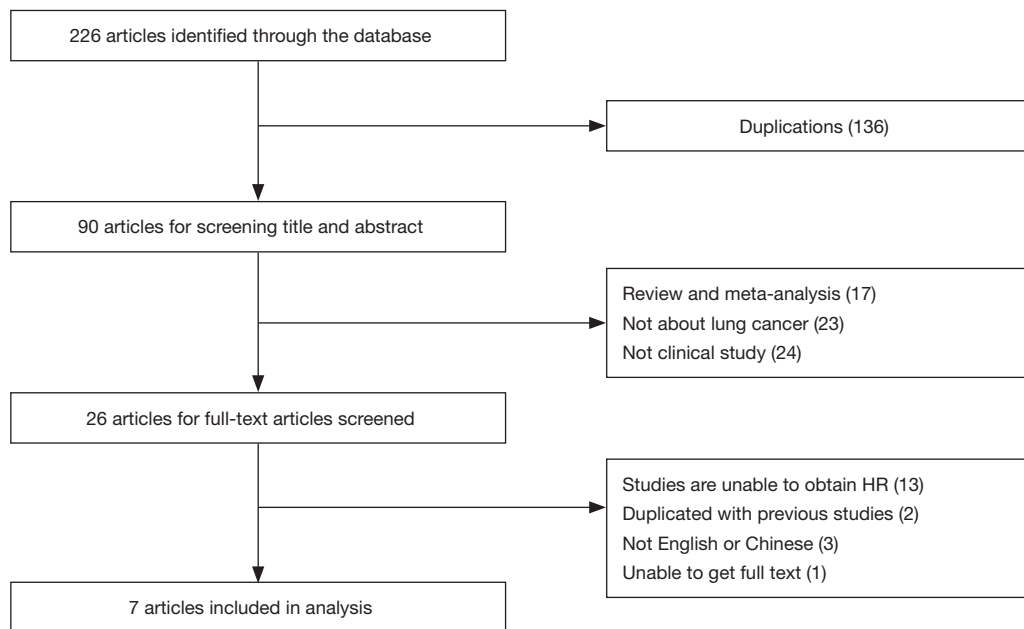 226 articles identified through the database
Duplications (136)
90 articles for screening title and abstract
Review and meta-analysis (17)
Not about lung cancer (23)
Not clinical study (24)
26 articles for full-text articles screened
Studies are unable to obtain HR (13)
Duplicated with previous studies (2)
Not English or Chinese (3)
Unable to get full text (1)
7 articles included in analysis